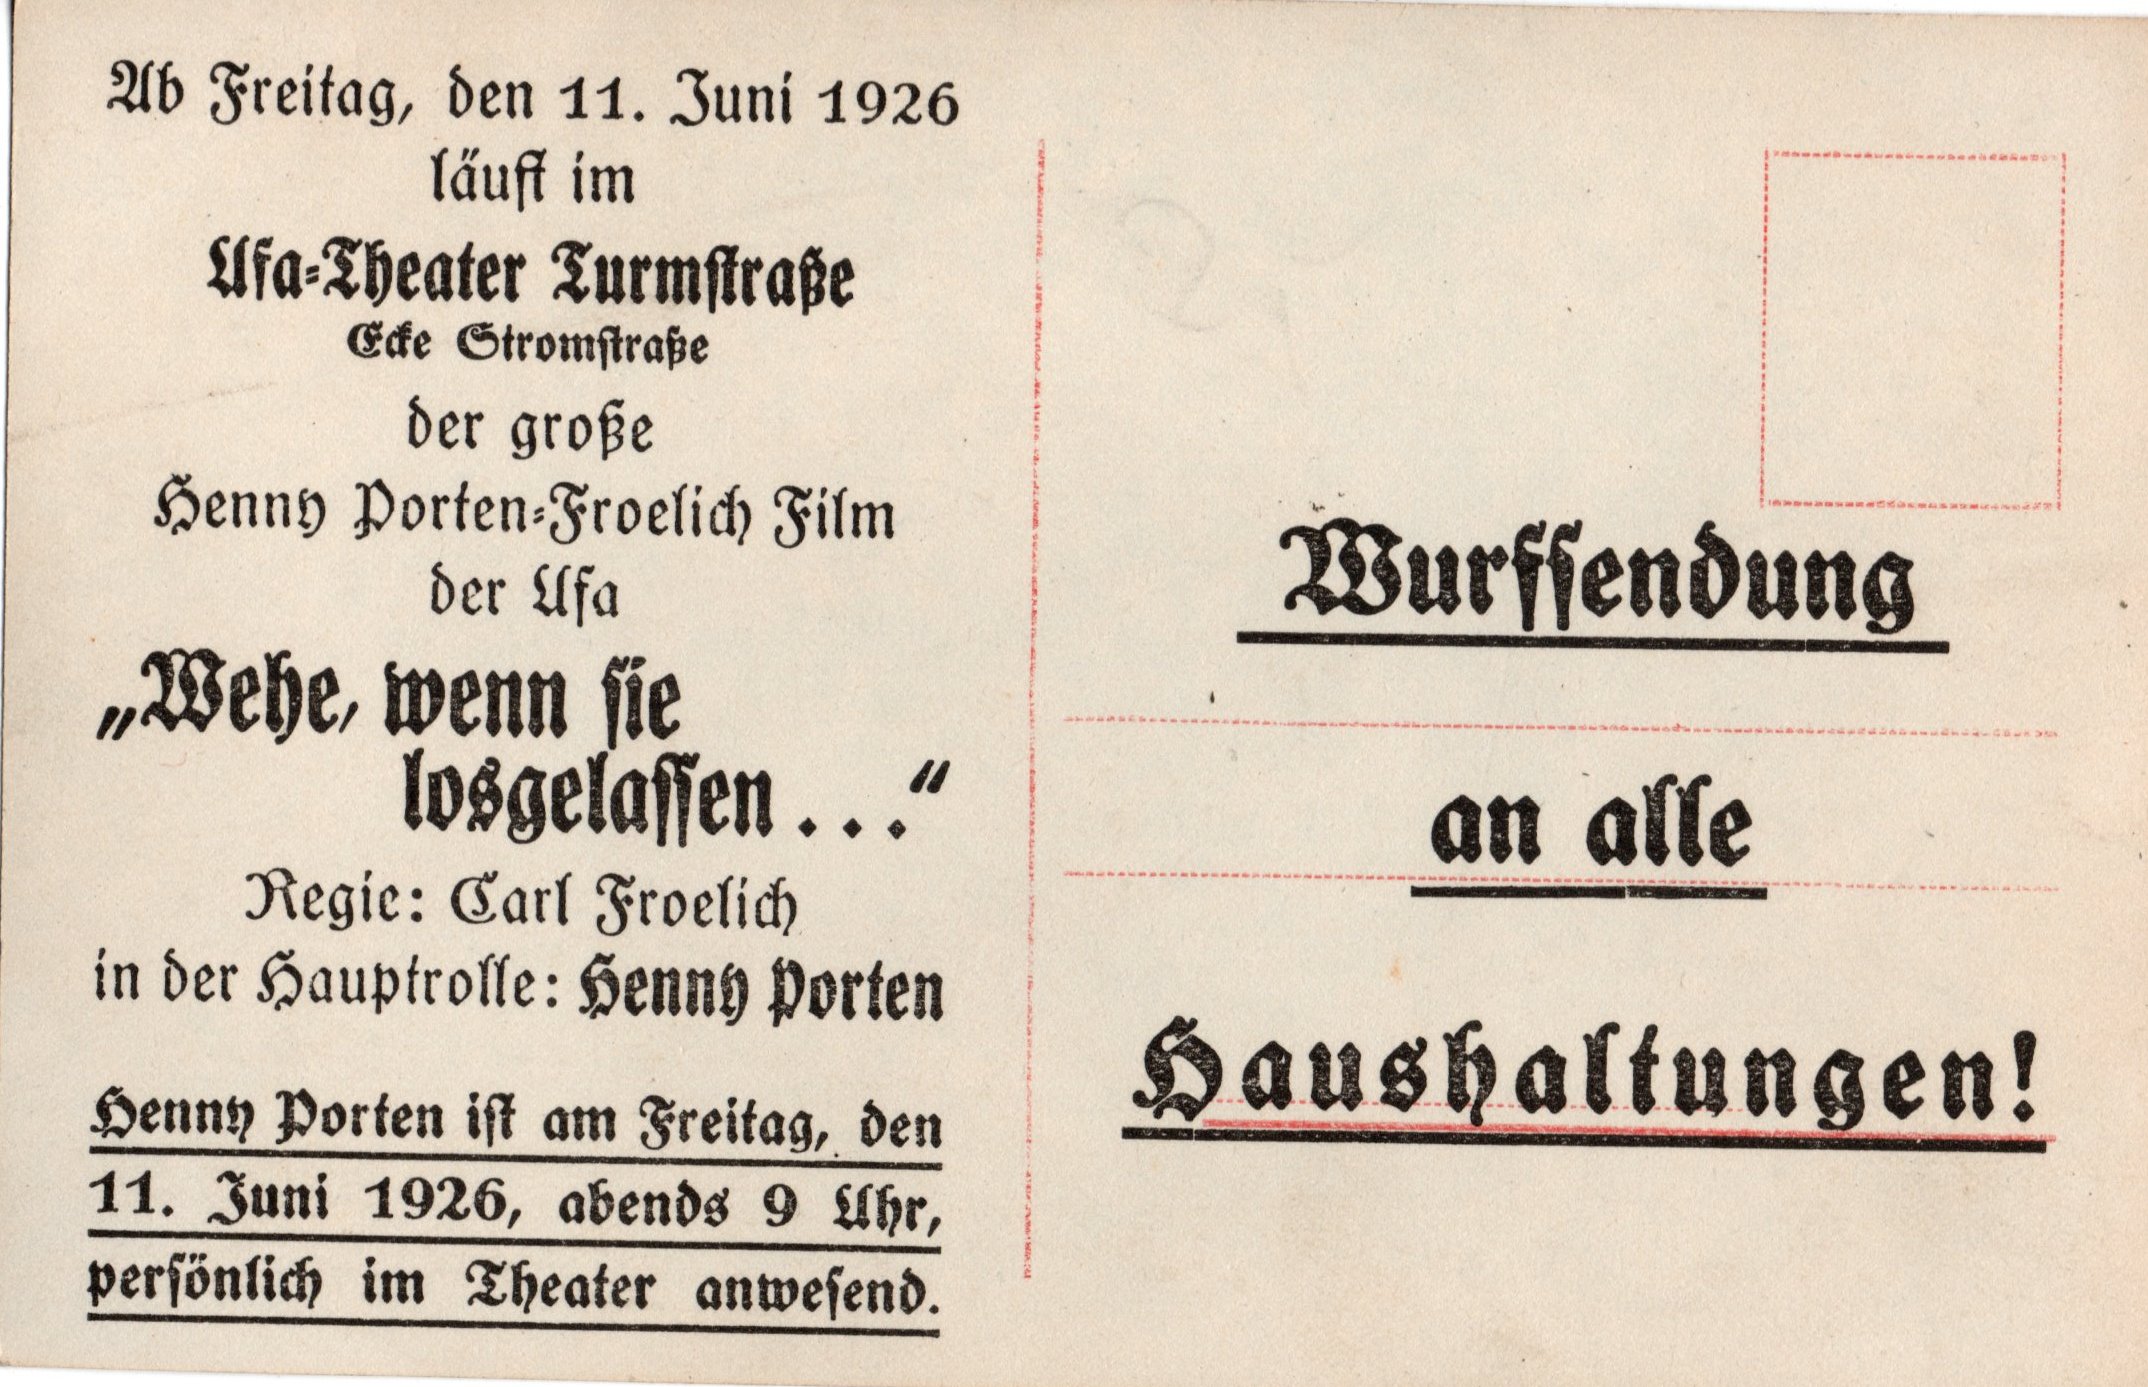 Ab Freitag, den 11. Juni 1926
läuft im
Ufa-Theater Turmstraße
Ecke Stromstraße
der große
Henny Porten-Froelich Film
der Ufa
„Wehe, wenn sie
losgelassen . . .“
Regie: Carl Froelich
in der Hauptrolle: Henny Porten
Henny Porten ist am Freitag, den
11. Juni 1926, abends 9 Uhr,
persönlich im Theater anwesend.
Wurfsendung
an alle
Haushaltungen!